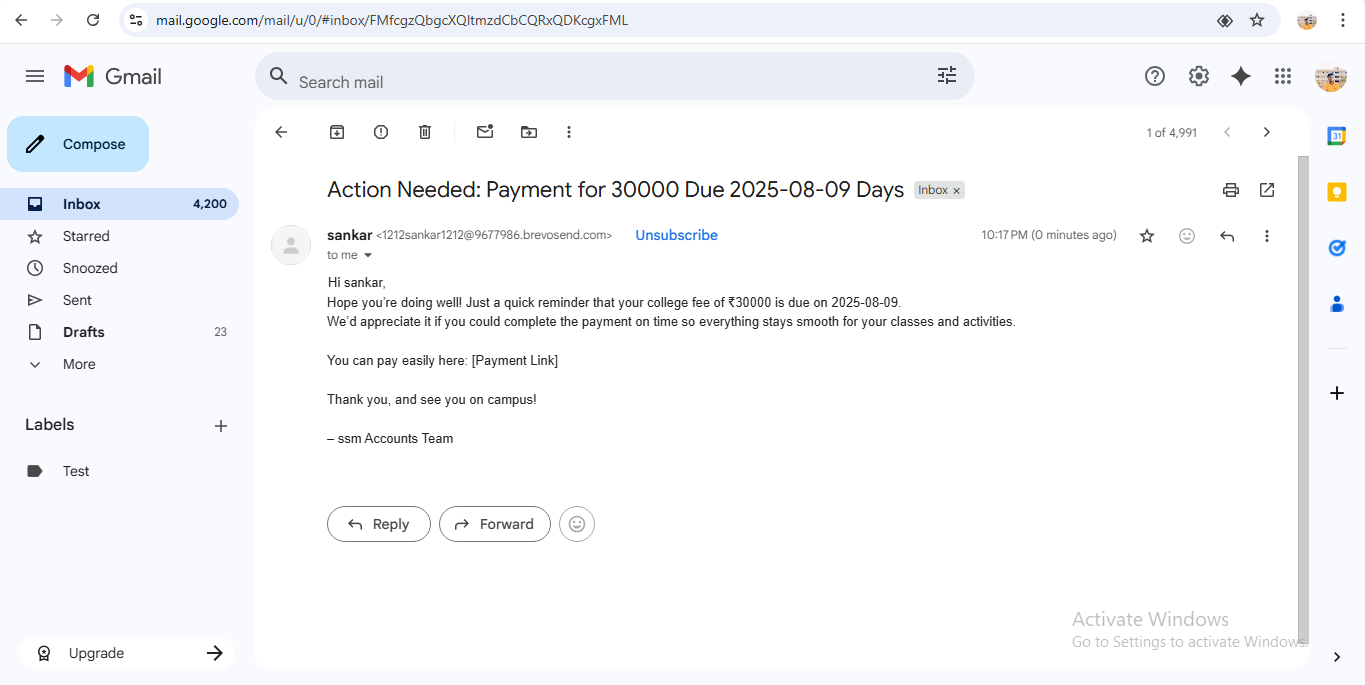 mail.google.com/mail/u/0/#inbox/FMfcgzQbgcXQltmzdCbCQRxQDKcgxFML
Gmail
Search mail
Compose
1 of 4,991
31
Action Needed: Payment for 30000 Due 2025-08-09 Days Inbox ×
Inbox 4,200
Starred
Snoozed
Sent
Drafts 23
More
Labels +
Test
sankar <1212sankar1212@9677986.brevosend.com> Unsubscribe 10:17 PM (0 minutes ago)
to me
Hi sankar,
Hope you're doing well! Just a quick reminder that your college fee of ₹30000 is due on 2025-08-09.
We'd appreciate it if you could complete the payment on time so everything stays smooth for your classes and activities.
You can pay easily here: [Payment Link]
Thank you, and see you on campus!
– ssm Accounts Team
Reply Forward
Activate Windows
Go to Settings to activate Windows.
Upgrade